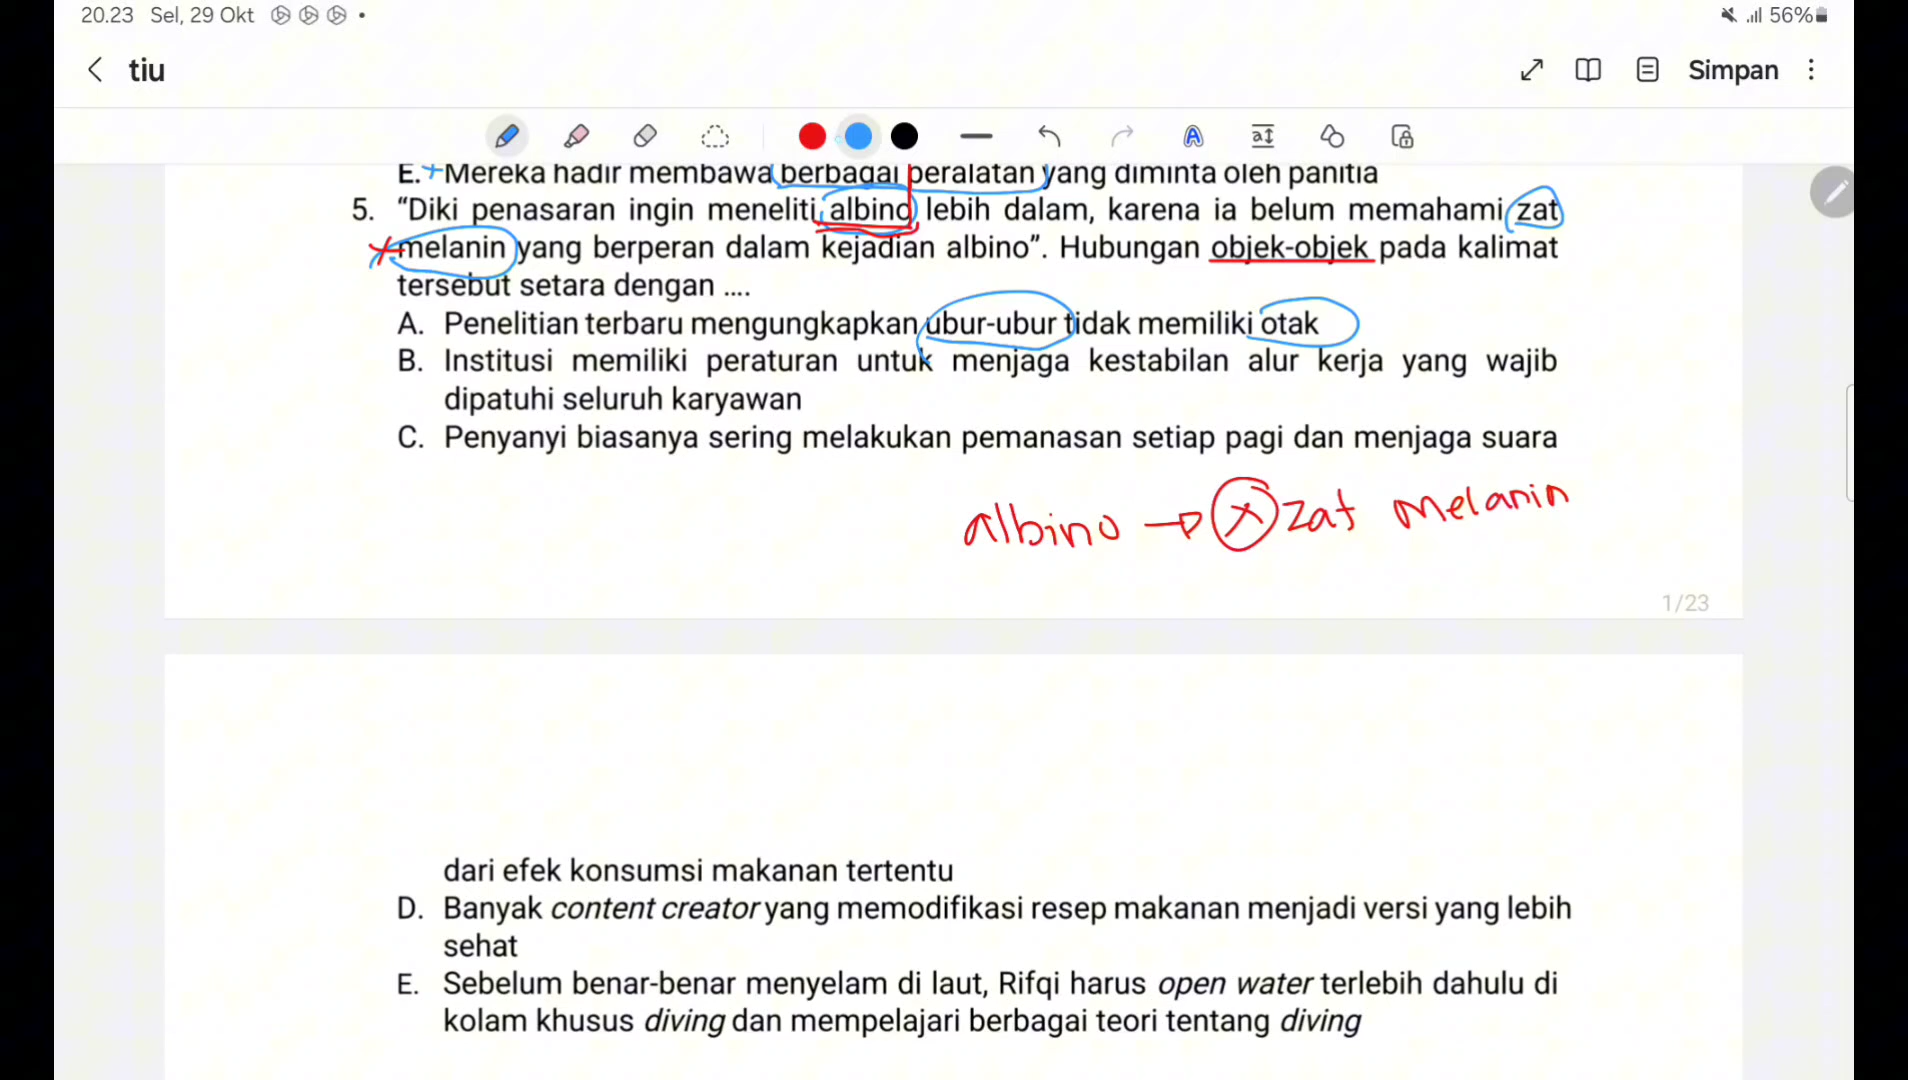 20.23 Sel, 29 Okt
56%
tiu
Simpan
E. Mereka hadir membawa berbagai peralatan yang diminta oleh panitia
5. “Diki penasaran ingin meneliti albino lebih dalam, karena ia belum memahami zat
melanin yang berperan dalam kejadian albino”. Hubungan objek-objek pada kalimat
tersebut setara dengan ....
A. Penelitian terbaru mengungkapkan ubur-ubur tidak memiliki otak
B. Institusi memiliki peraturan untuk menjaga kestabilan alur kerja yang wajib
dipatuhi seluruh karyawan
C. Penyanyi biasanya sering melakukan pemanasan setiap pagi dan menjaga suara
albino → X zat melanin
1/23
dari efek konsumsi makanan tertentu
D. Banyak content creator yang memodifikasi resep makanan menjadi versi yang lebih
sehat
E. Sebelum benar-benar menyelam di laut, Rifqi harus open water terlebih dahulu di
kolam khusus diving dan mempelajari berbagai teori tentang diving